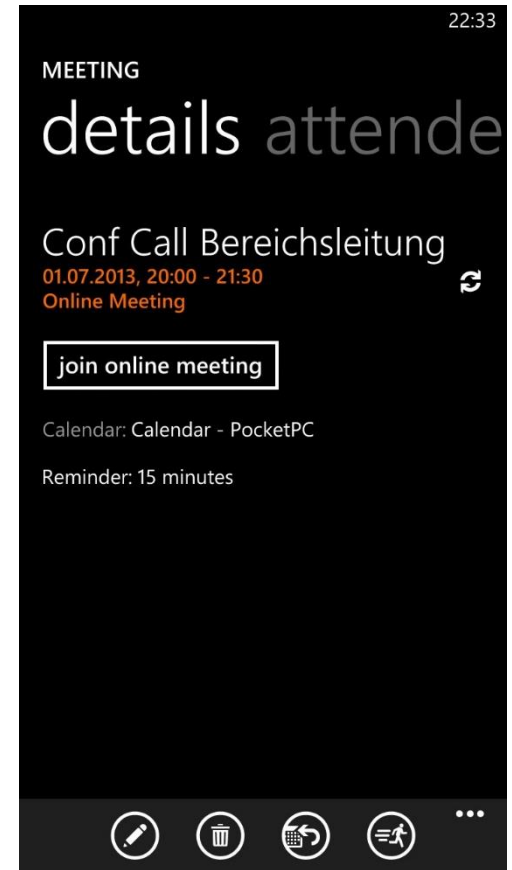 22:33
MEETING
details attende
Conf Call Bereichsleitung
01.07.2013, 20:00 - 21:30
Online Meeting
join online meeting
Calendar: Calendar - PocketPC
Reminder: 15 minutes